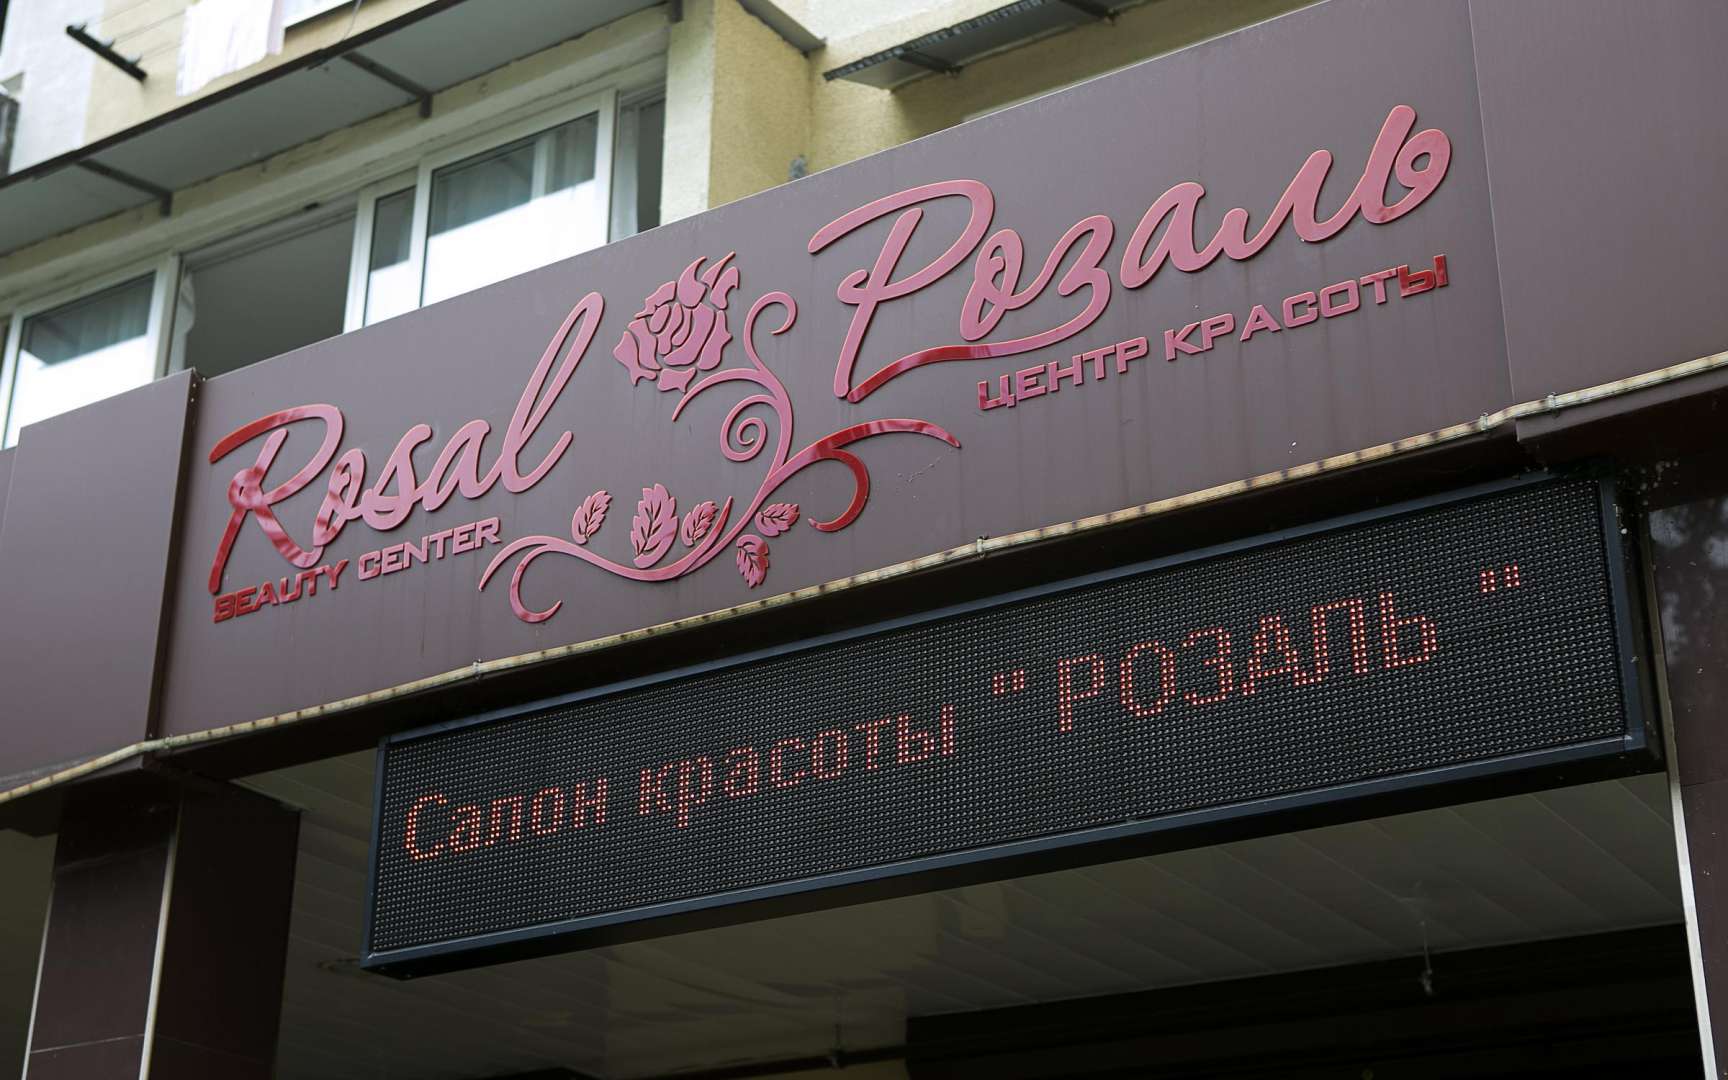 Rosal
BEAUTY CENTER
Розаль
ЦЕНТР КРАСОТЫ
Салон красоты " РОЗАЛЬ "